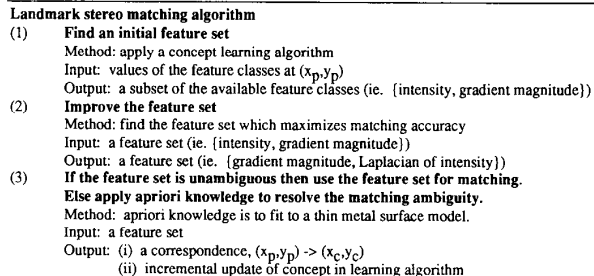 Landmark stereo matching algorithm
(1) Find an initial feature set
Method: apply a concept learning algorithm
Input: values of the feature classes at (xp,yp)
Output: a subset of the available feature classes (ie. {intensity, gradient magnitude})
(2) Improve the feature set
Method: find the feature set which maximizes matching accuracy
Input: a feature set (ie. {intensity, gradient magnitude})
Output: a feature set (ie. {gradient magnitude, Laplacian of intensity})
(3) If the feature set is unambiguous then use the feature set for matching.
Else apply apriori knowledge to resolve the matching ambiguity.
Method: apriori knowledge is to fit to a thin metal surface model.
Input: a feature set
Output: (i) a correspondence, (xp,yp) -> (xc,yc)
(ii) incremental update of concept in learning algorithm